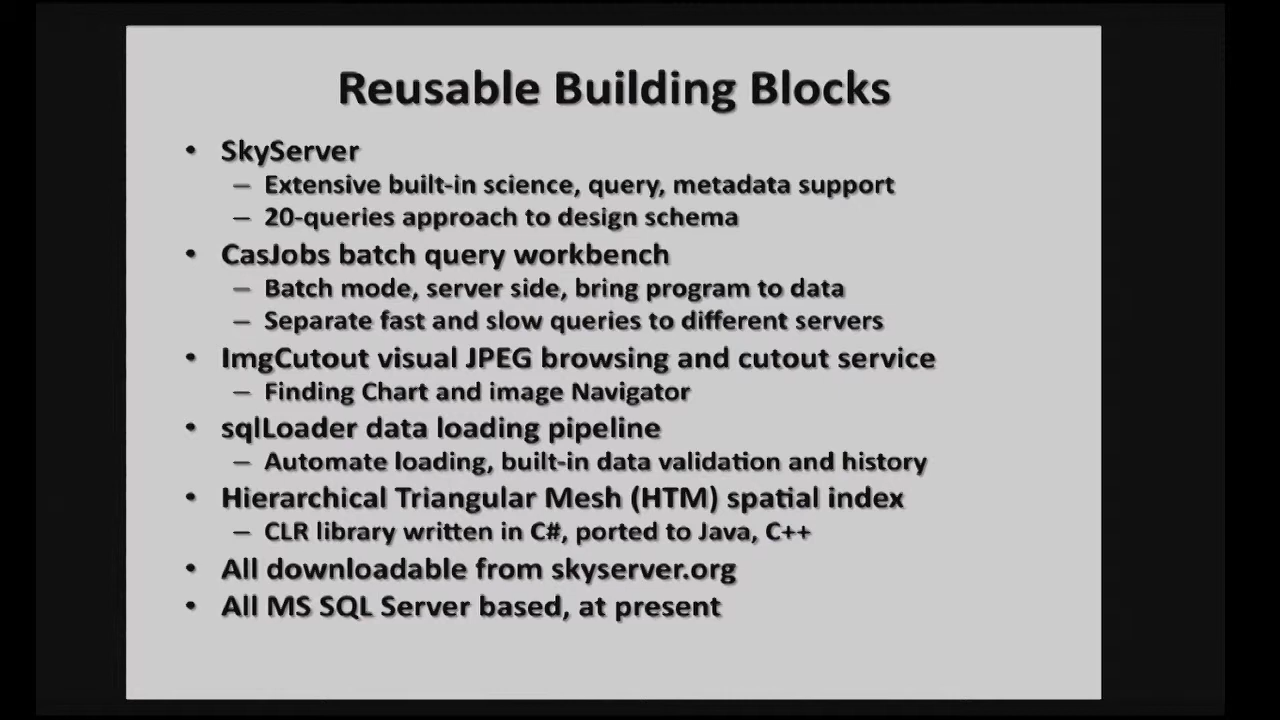 Reusable Building Blocks
• SkyServer
– Extensive built-in science, query, metadata support
– 20-queries approach to design schema
• CasJobs batch query workbench
– Batch mode, server side, bring program to data
– Separate fast and slow queries to different servers
• ImgCutout visual JPEG browsing and cutout service
– Finding Chart and image Navigator
• sqlLoader data loading pipeline
– Automate loading, built-in data validation and history
• Hierarchical Triangular Mesh (HTM) spatial index
– CLR library written in C#, ported to Java, C++
• All downloadable from skyserver.org
• All MS SQL Server based, at present